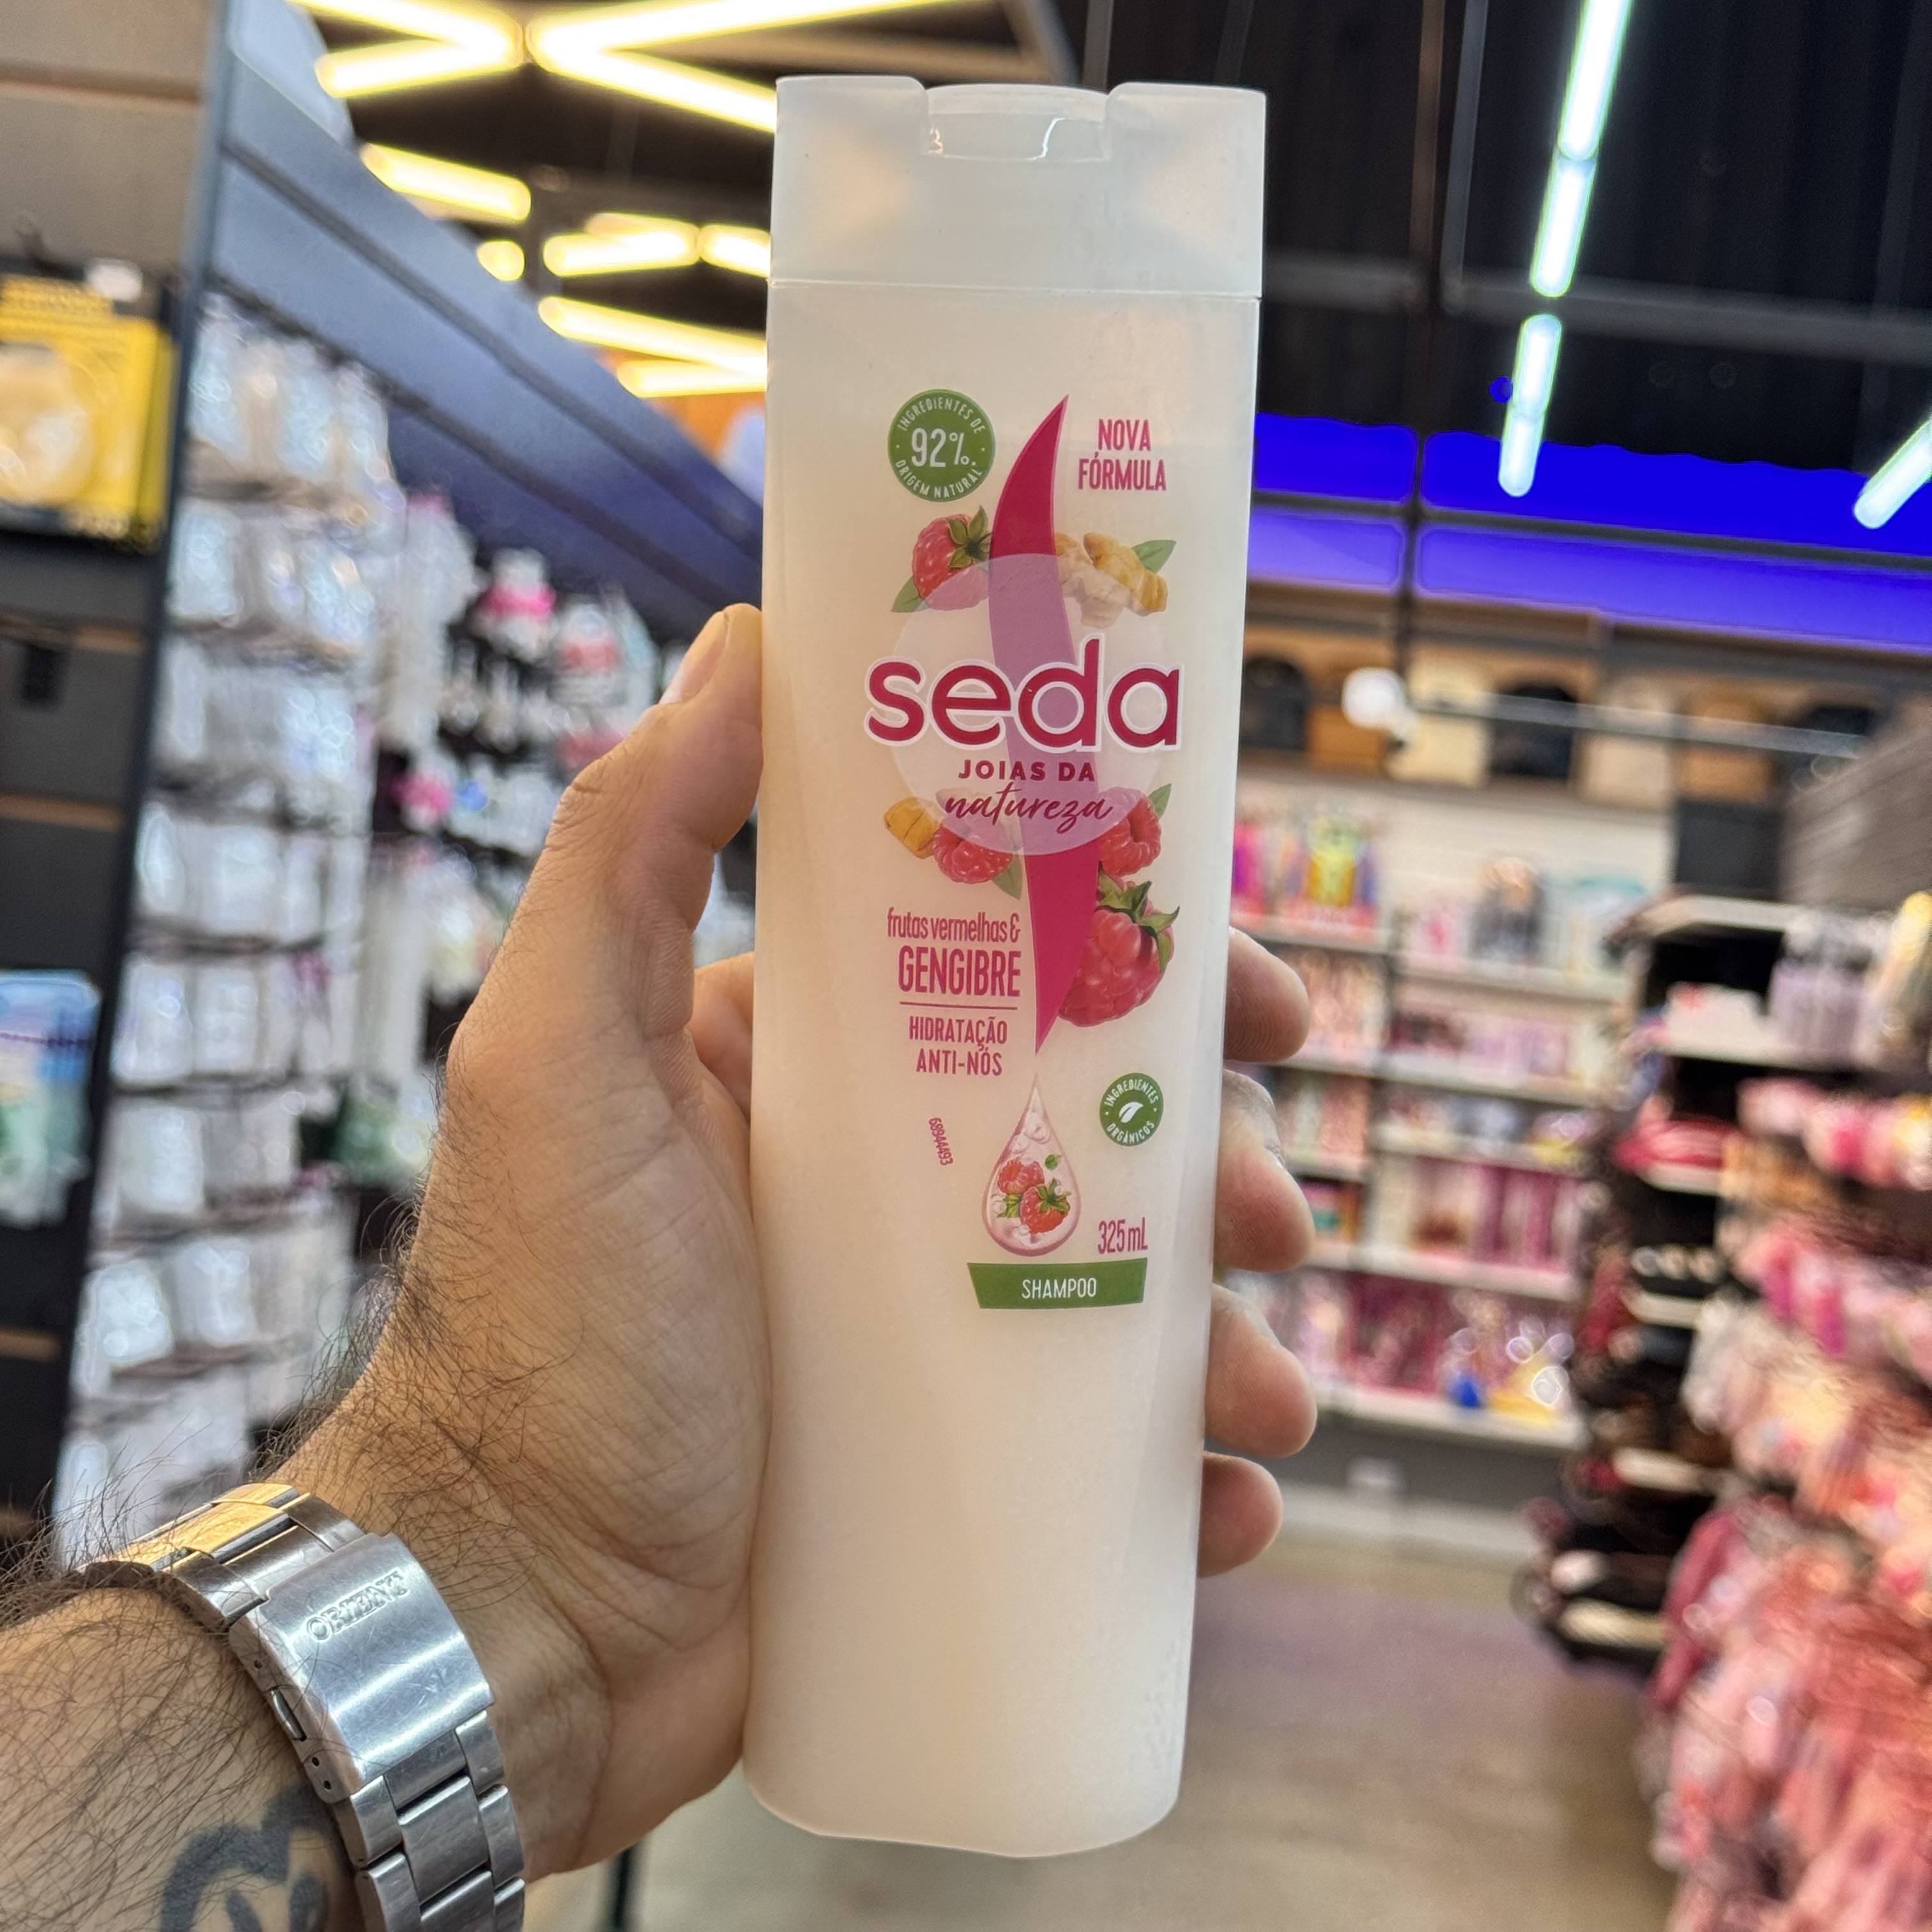 INGREDIENTES DE
92%
ORIGEM NATURAL*
NOVA
FÓRMULA
seda
JOIAS DA
natureza
frutas vermelhas &
GENGIBRE
HIDRATAÇÃO
ANTI-NÓS
INGREDIENTES
ORGÂNICOS
68944493
325 mL
SHAMPOO
ORIENT